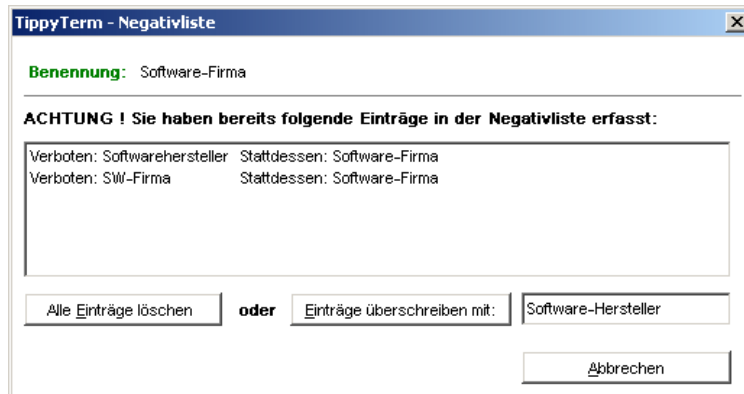 TippyTerm - Negativliste
Benennung: Software-Firma
ACHTUNG ! Sie haben bereits folgende Einträge in der Negativliste erfasst:
Verboten: Softwarehersteller Stattdessen: Software-Firma
Verboten: SW-Firma Stattdessen: Software-Firma
Alle Einträge löschen oder Einträge überschreiben mit: Software-Hersteller
Abbrechen